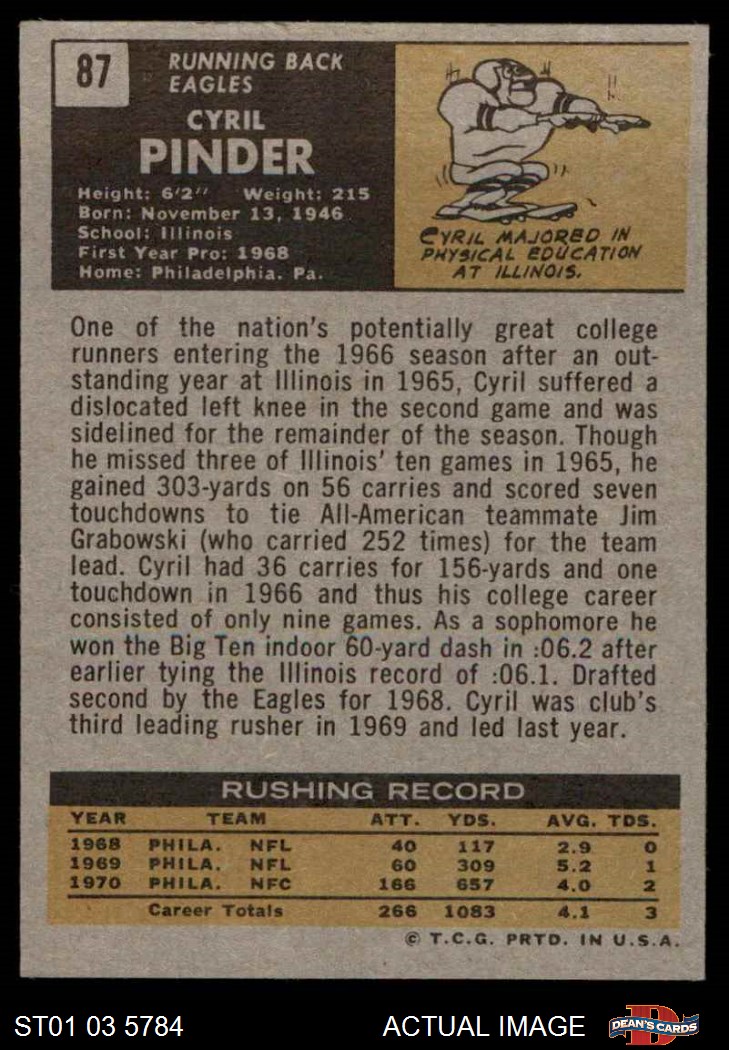 87
RUNNING BACK
EAGLES
CYRIL
PINDER
Height: 6'2" Weight: 215
Born: November 13, 1946
School: Illinois
First Year Pro: 1968
Home: Philadelphia. Pa.
CYRIL MAJORED IN
PHYSICAL EDUCATION
AT ILLINOIS.
One of the nation's potentially great college
runners entering the 1966 season after an out-
standing year at Illinois in 1965, Cyril suffered a
dislocated left knee in the second game and was
sidelined for the remainder of the season. Though
he missed three of Illinois' ten games in 1965, he
gained 303-yards on 56 carries and scored seven
touchdowns to tie All-American teammate Jim
Grabowski (who carried 252 times) for the team
lead. Cyril had 36 carries for 156-yards and one
touchdown in 1966 and thus his college career
consisted of only nine games. As a sophomore he
won the Big Ten indoor 60-yard dash in :06.2 after
earlier tying the Illinois record of :06.1. Drafted
second by the Eagles for 1968. Cyril was club's
third leading rusher in 1969 and led last year.
RUSHING RECORD
YEAR TEAM ATT. YDS. AVG. TDS.
1968 PHILA. NFL 40 117 2.9 0
1969 PHILA. NFL 60 309 5.2 1
1970 PHILA. NFC 166 657 4.0 2
Career Totals 266 1083 4.1 3
© T.C.G. PRTD. IN U.S.A.
ST01 03 5784 ACTUAL IMAGE DEAN'S CARDS